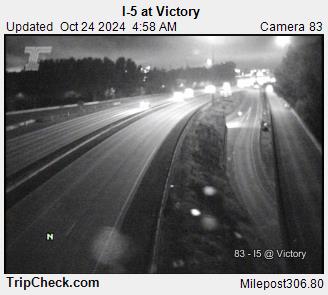 I-5 at Victory
Updated Oct 24 2024 4:58 AM Camera 83
T
N
83 - I5 @ Victory
TripCheck.com Milepost306.80